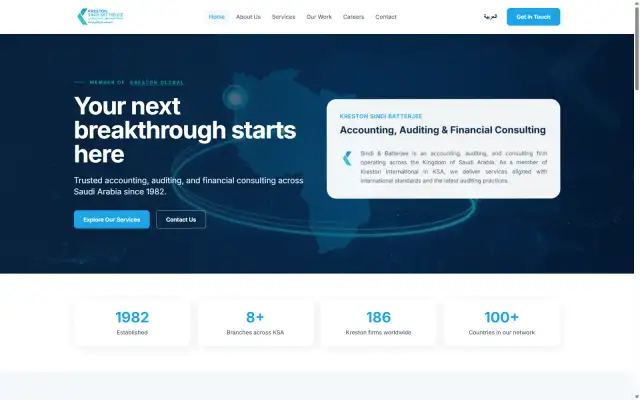 KRESTON
SINDI BATTERJEE
Home
About Us
Services
Our Work
Careers
Contact
العربية
Get in Touch
MEMBER OF KRESTON GLOBAL
Your next
breakthrough starts
here
Trusted accounting, auditing, and financial consulting across
Saudi Arabia since 1982.
Explore Our Services
Contact Us
KRESTON SINDI BATTERJEE
Accounting, Auditing & Financial Consulting
Sindi & Batterjee is an accounting, auditing, and consulting firm
operating across the Kingdom of Saudi Arabia. As a member of
Kreston International in KSA, we deliver services aligned with
international standards and the latest auditing practices.
1982
Established
8+
Branches across KSA
186
Kreston firms worldwide
100+
Countries in our network